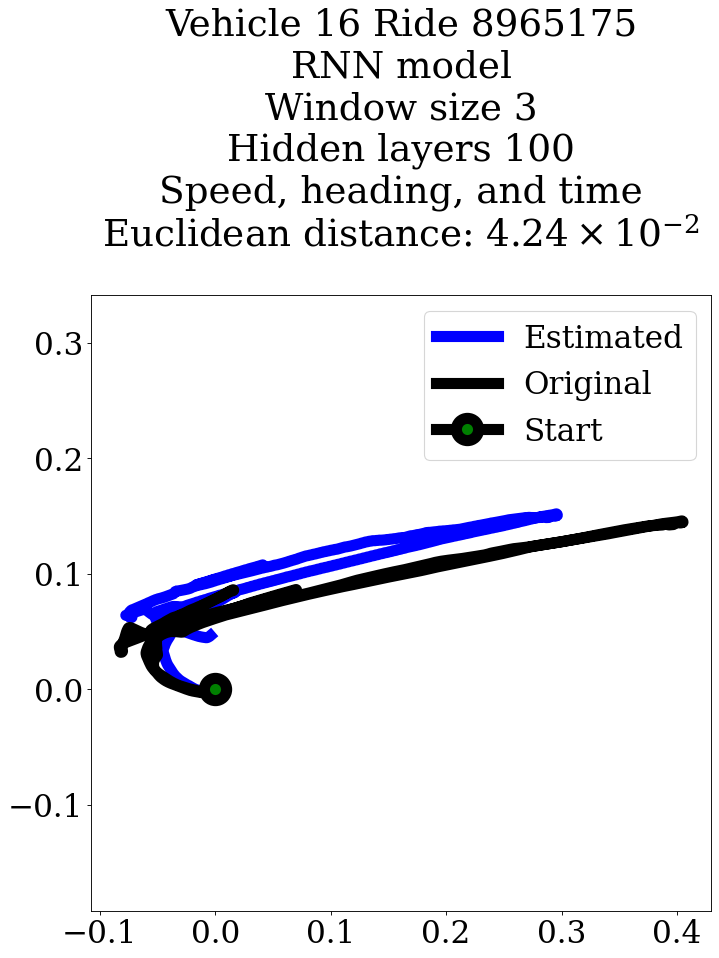 Vehicle 16 Ride 8965175
RNN model
Window size 3
Hidden layers 100
Speed, heading, and time
Euclidean distance: 4.24 × 10⁻²
Estimated
Original
Start
0.3
0.2
0.1
0.0
−0.1
−0.1 0.0 0.1 0.2 0.3 0.4